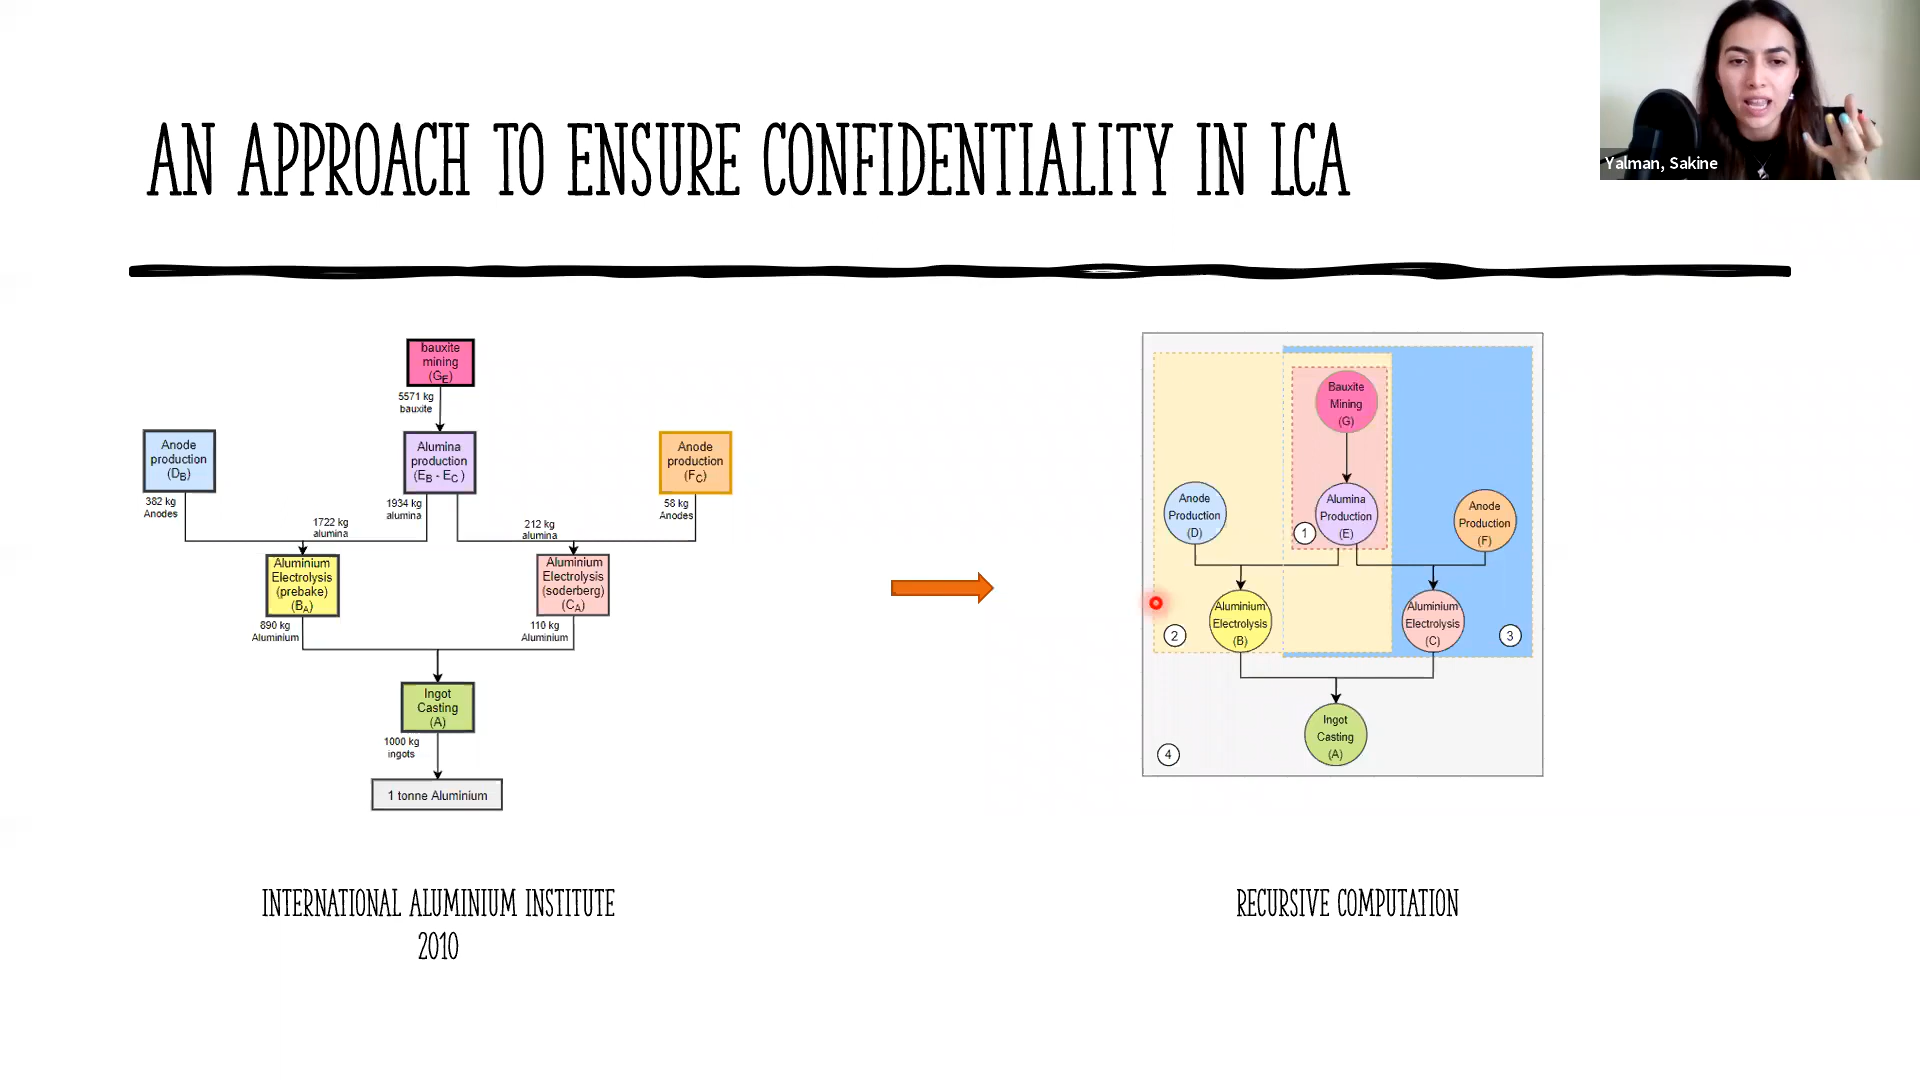 AN APPROACH TO ENSURE CONFIDENTIALITY IN LCA
Yalman, Sakine
bauxite
mining
(GE)
5571 kg
bauxite
Anode
production
(DB)
382 kg
Anodes
Alumina
production
(EB - EC)
1934 kg
alumina
Anode
production
(FC)
58 kg
Anodes
1722 kg
alumina
212 kg
alumina
Aluminium
Electrolysis
(prebake)
(BA)
890 kg
Aluminium
Aluminium
Electrolysis
(soderberg)
(CA)
110 kg
Aluminium
Ingot
Casting
(A)
1000 kg
ingots
1 tonne Aluminium
INTERNATIONAL ALUMINIUM INSTITUTE
2010
Bauxite
Mining
(G)
Anode
Production
(D)
Alumina
Production
(E)
1
Anode
Production
(F)
Aluminium
Electrolysis
(B)
2
Aluminium
Electrolysis
(C)
3
Ingot
Casting
(A)
4
RECURSIVE COMPUTATION